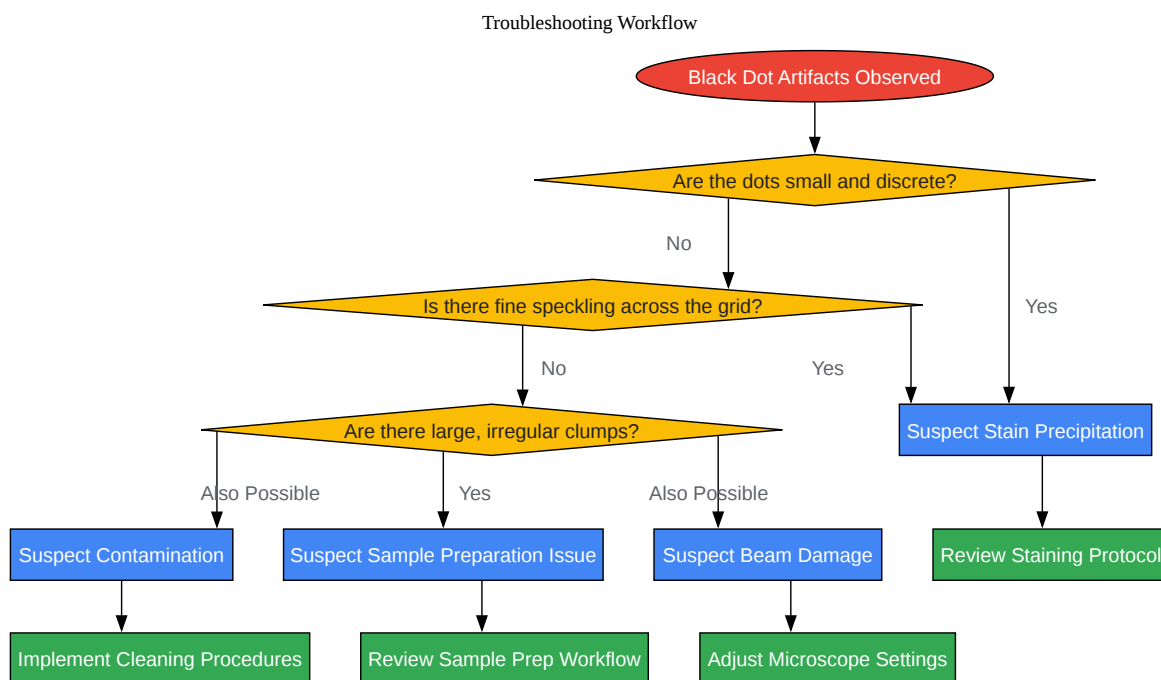 Troubleshooting Workflow
Black Dot Artifacts Observed
Are the dots small and discrete?
No
Is there fine speckling across the grid?
Yes
No
Yes
Are there large, irregular clumps?
Suspect Stain Precipitation
Also Possible
Yes
Also Possible
Suspect Contamination
Suspect Sample Preparation Issue
Suspect Beam Damage
Review Staining Protocol
Implement Cleaning Procedures
Review Sample Prep Workflow
Adjust Microscope Settings